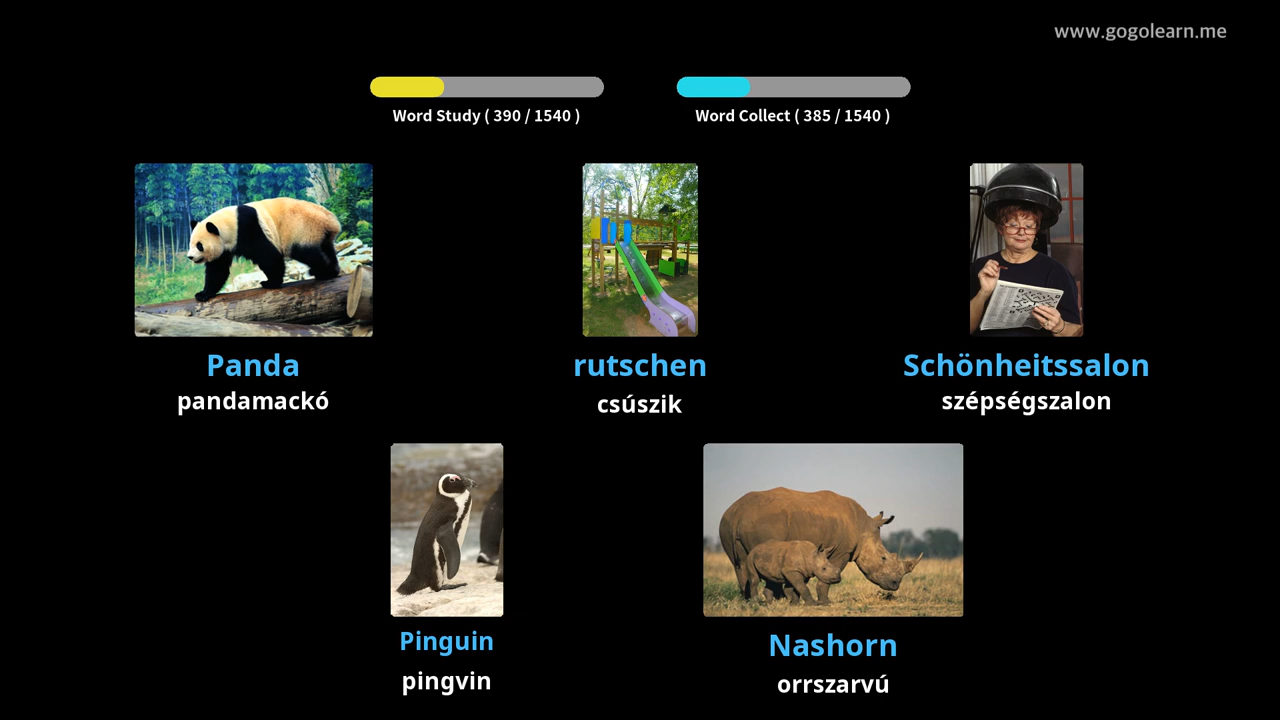 www.gogolearn.me
Word Study ( 390 / 1540 )
Word Collect ( 385 / 1540 )
Panda
pandamackó
rutschen
csúszik
Schönheitssalon
szépségszalon
Pinguin
pingvin
Nashorn
orrszarvú